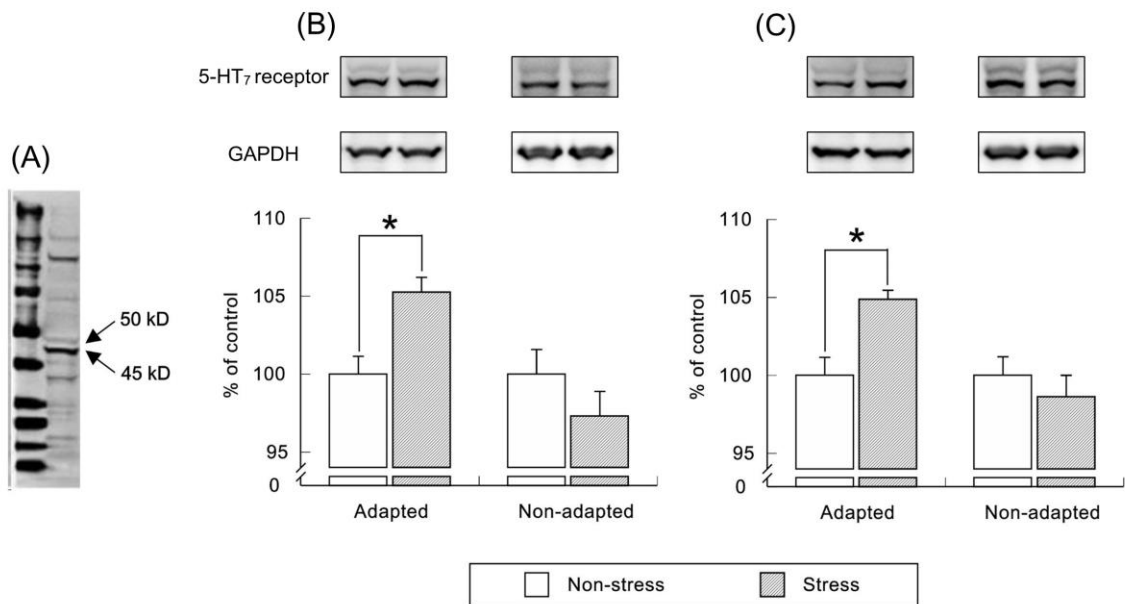 (B)
(C)
5-HT₇ receptor
GAPDH
(A)
50 kD
45 kD
*
% of control
110
105
100
95
0
Adapted
Non-adapted
*
% of control
110
105
100
95
0
Adapted
Non-adapted
Non-stress
Stress